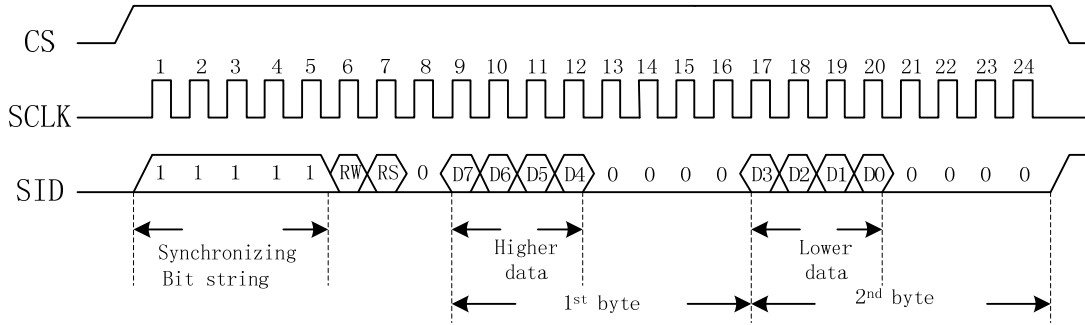 CS
1 2 3 4 5 6 7 8 9 10 11 12 13 14 15 16 17 18 19 20 21 22 23 24
SCLK
SID 1 1 1 1 1 RW RS 0 D7 D6 D5 D4 0 0 0 0 D3 D2 D1 D0 0 0 0 0
Synchronizing
Bit string
Higher
data
Lower
data
1st byte
2nd byte